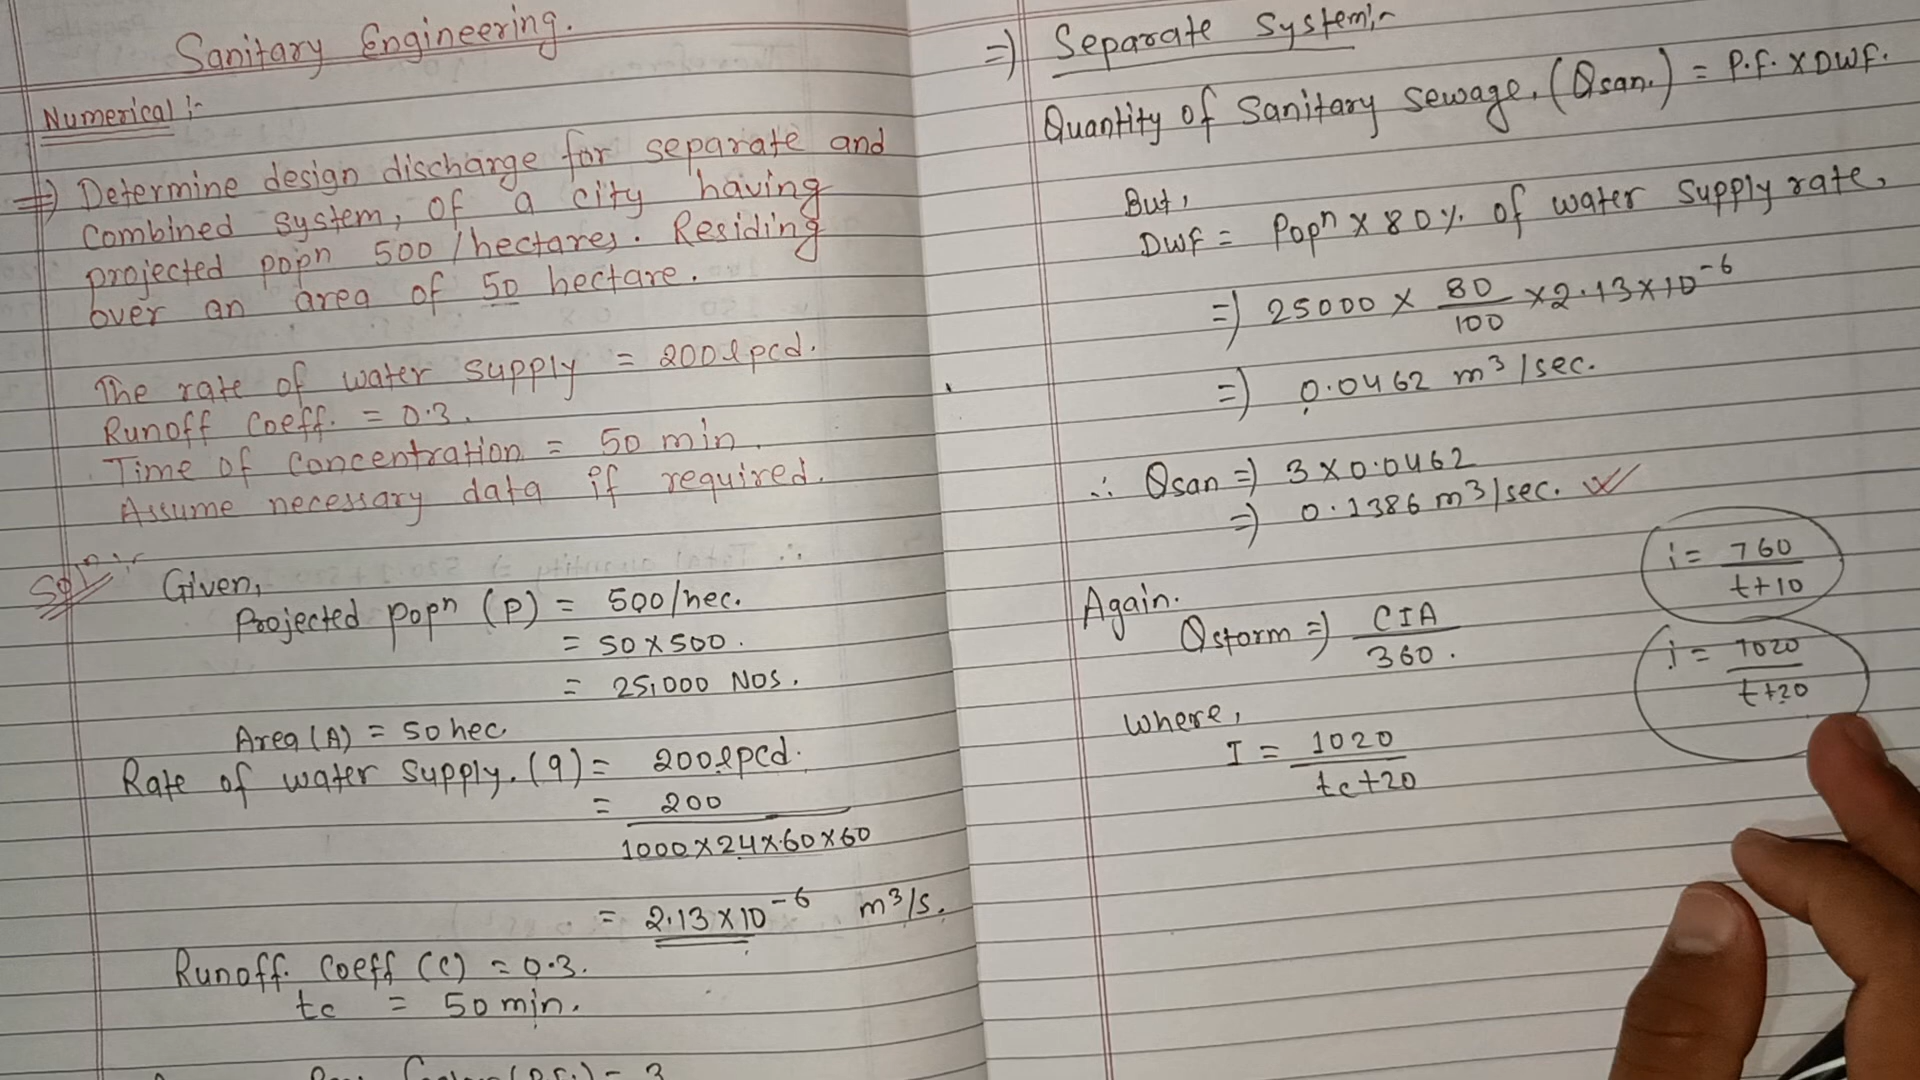 Sanitary Engineering.
Numerical :-
=) Determine design discharge for separate and
Combined system, of a city having
projected popn 500 /hectares. Residing
over an area of 50 hectare.
The rate of water supply = 200lpcd.
Runoff Coeff. = 0.3.
Time of Concentration = 50 min.
Assume necessary data if required.
Soln :-
Given,
Projected popn (P) = 500/hec.
= 50 x 500.
= 25,000 Nos.
Area (A) = 50 hec
Rate of water supply. (q) = 200lpcd.
= 200
1000 x 24 x 60 x 60
= 2.13 x 10-6 m3/s.
Runoff. Coeff (C) = 0.3.
tc = 50 min.
=) Separate System:-
Quantity of Sanitary sewage. (Qsan.) = P.F. x DWF.
But,
DWF = Popn x 80 % of water supply rate.
=) 25000 x 80/100 x 2.13 x 10-6
=) 0.0462 m3/sec.
∴ Qsan =) 3 x 0.0462
=) 0.1386 m3/sec.
i = 760/t+10
Again.
Qstorm =) CIA/360.
i = 1020/t+20
where,
I = 1020/tc+20